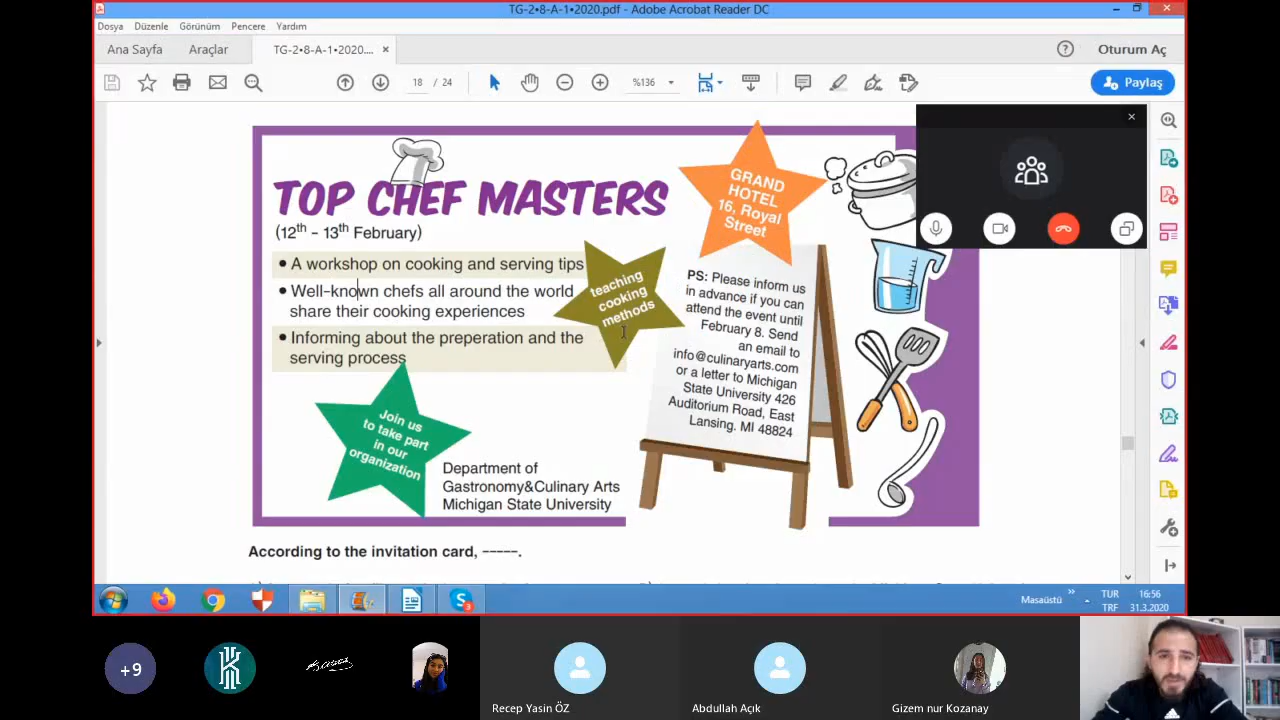 TG-2•8-A-1•2020.pdf - Adobe Acrobat Reader DC
Dosya Düzenle Görünüm Pencere Yardım
Ana Sayfa Araçlar TG-2•8-A-1•2020.... × Oturum Aç
18 / 24 %136 Paylaş
TOP CHEF MASTERS
(12th - 13th February)
• A workshop on cooking and serving tips
• Well-known chefs all around the world
share their cooking experiences
• Informing about the preperation and the
serving process
teaching
cooking
methods
GRAND
HOTEL
16, Royal
Street
PS: Please inform us
in advance if you can
attend the event until
February 8. Send
an email to
info@culinaryarts.com
or a letter to Michigan
State University 426
Auditorium Road, East
Lansing. MI 48824
Join us
to take part
in our
organization
Department of
Gastronomy&Culinary Arts
Michigan State University
According to the invitation card, -----.
Masaüstü
TUR
TRF
16:56
31.3.2020
+9
Recep Yasin ÖZ
Abdullah Açık
Gizem nur Kozanay